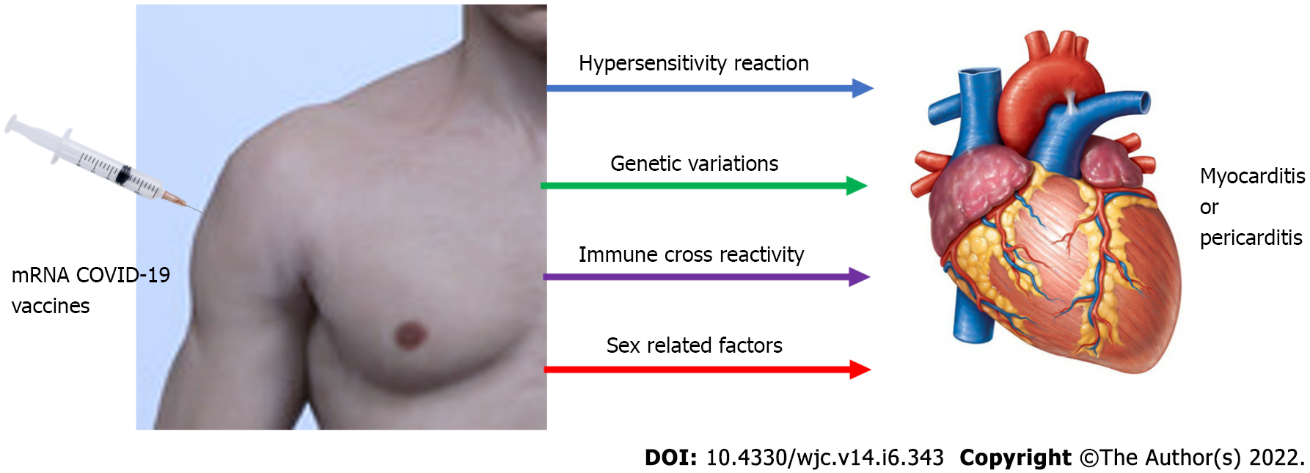 mRNA COVID-19
vaccines
Hypersensitivity reaction
Genetic variations
Immune cross reactivity
Sex related factors
Myocarditis
or
pericarditis
DOI: 10.4330/wjc.v14.i6.343 Copyright ©The Author(s) 2022.